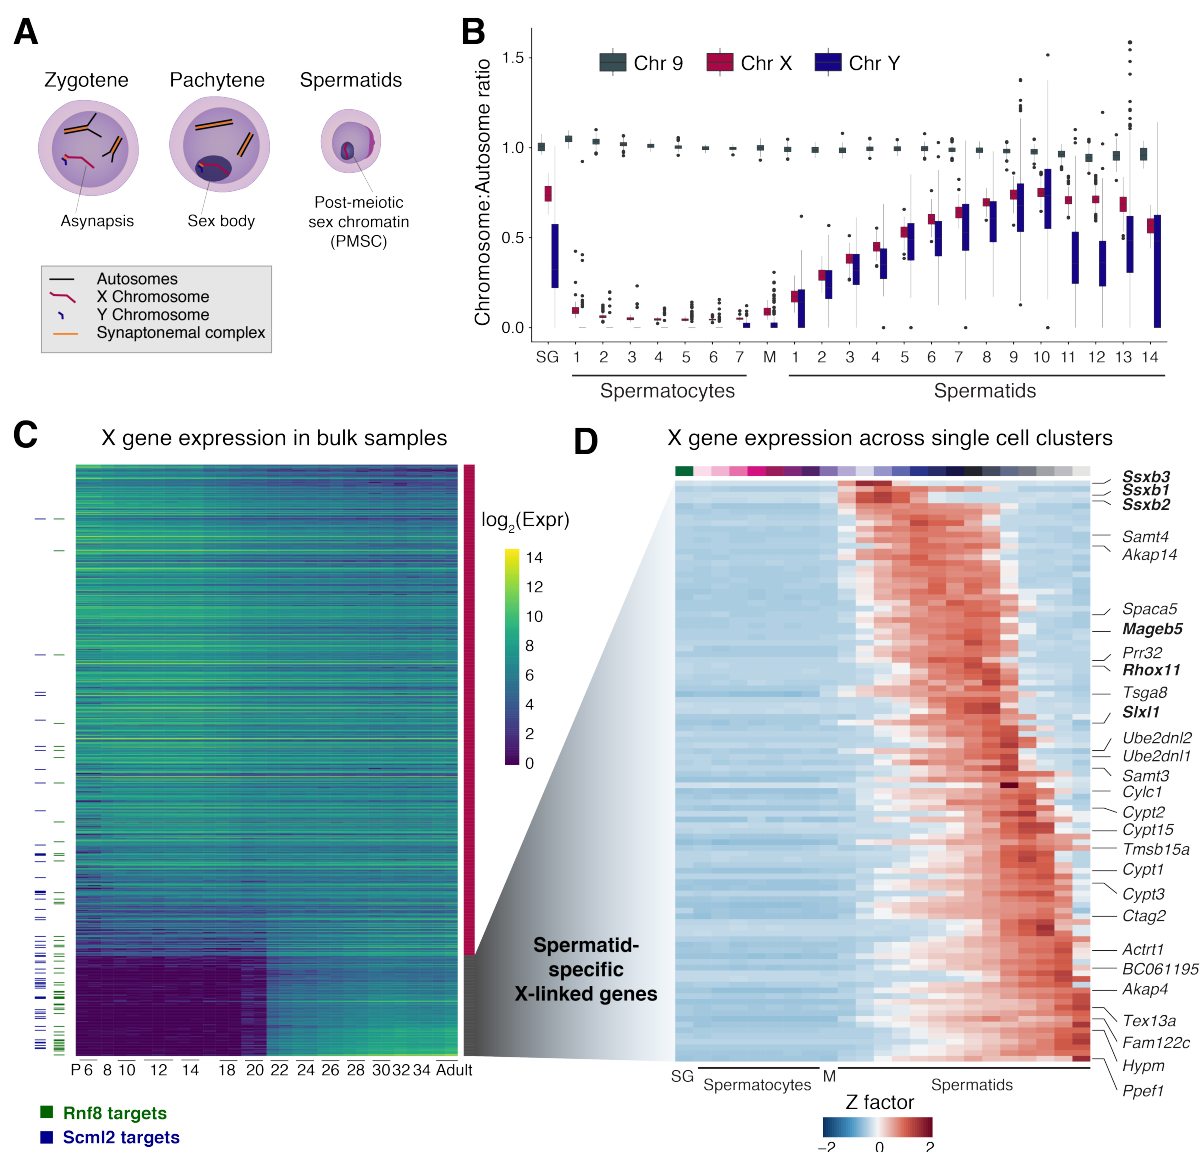 A
Zygotene
Pachytene
Spermatids
Asynapsis
Sex body
Post-meiotic
sex chromatin
(PMSC)
Autosomes
X Chromosome
Y Chromosome
Synaptonemal complex
B
Chr 9
Chr X
Chr Y
Chromosome:Autosome ratio
1.5
1.0
0.5
0.0
SG 1 2 3 4 5 6 7 M 1 2 3 4 5 6 7 8 9 10 11 12 13 14
Spermatocytes
Spermatids
C
X gene expression in bulk samples
log2(Expr)
14
12
10
8
6
4
2
0
P 6 8 10 12 14 16 18 20 22 24 26 28 30 32 34 Adult
Rnf8 targets
Scml2 targets
Spermatid-
specific
X-linked genes
D
X gene expression across single cell clusters
Ssxb3
Ssxb1
Ssxb2
Samt4
Akap14
Spaca5
Mageb5
Prr32
Rhox11
Tsga8
Slxl1
Ube2dnl2
Ube2dnl1
Samt3
Cylc1
Cypt2
Cypt15
Tmsb15a
Cypt1
Cypt3
Ctag2
Actrt1
BC061195
Akap4
Tex13a
Fam122c
Hypm
Ppef1
SG
Spermatocytes
M
Spermatids
Z factor
−2 0 2